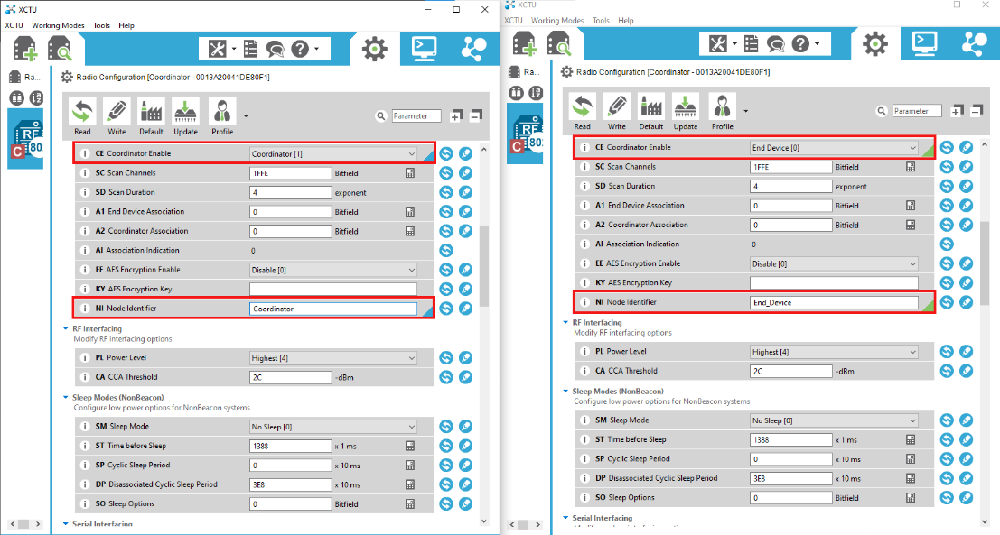 XCTU
XCTU Working Modes Tools Help
Ra...
Radio Configuration [Coordinator - 0013A20041DE80F1]
Read Write Default Update Profile
Parameter
RF
C 80
i CE Coordinator Enable Coordinator [1]
i SC Scan Channels 1FFE Bitfield
i SD Scan Duration 4 exponent
i A1 End Device Association 0 Bitfield
i A2 Coordinator Association 0 Bitfield
i AI Association Indication 0
i EE AES Encryption Enable Disable [0]
i KY AES Encryption Key
i NI Node Identifier Coordinator
RF Interfacing
Modify RF interfacing options
i PL Power Level Highest [4]
i CA CCA Threshold 2C -dBm
Sleep Modes (NonBeacon)
Configure low power options for NonBeacon systems
i SM Sleep Mode No Sleep [0]
i ST Time before Sleep 1388 x 1 ms
i SP Cyclic Sleep Period 0 x 10 ms
i DP Disassociated Cyclic Sleep Period 3E8 x 10 ms
i SO Sleep Options 0 Bitfield
Serial Interfacing
XCTU
XCTU Working Modes Tools Help
Ra...
Radio Configuration [Coordinator - 0013A20041DE80F1]
Read Write Default Update Profile
Parameter
RF
C 802
i CE Coordinator Enable End Device [0]
i SC Scan Channels 1FFE Bitfield
i SD Scan Duration 4 exponent
i A1 End Device Association 0 Bitfield
i A2 Coordinator Association 0 Bitfield
i AI Association Indication 0
i EE AES Encryption Enable Disable [0]
i KY AES Encryption Key
i NI Node Identifier End_Device
RF Interfacing
Modify RF interfacing options
i PL Power Level Highest [4]
i CA CCA Threshold 2C -dBm
Sleep Modes (NonBeacon)
Configure low power options for NonBeacon systems
i SM Sleep Mode No Sleep [0]
i ST Time before Sleep 1388 x 1 ms
i SP Cyclic Sleep Period 0 x 10 ms
i DP Disassociated Cyclic Sleep Period 3E8 x 10 ms
i SO Sleep Options 0 Bitfield
Serial Interfacing